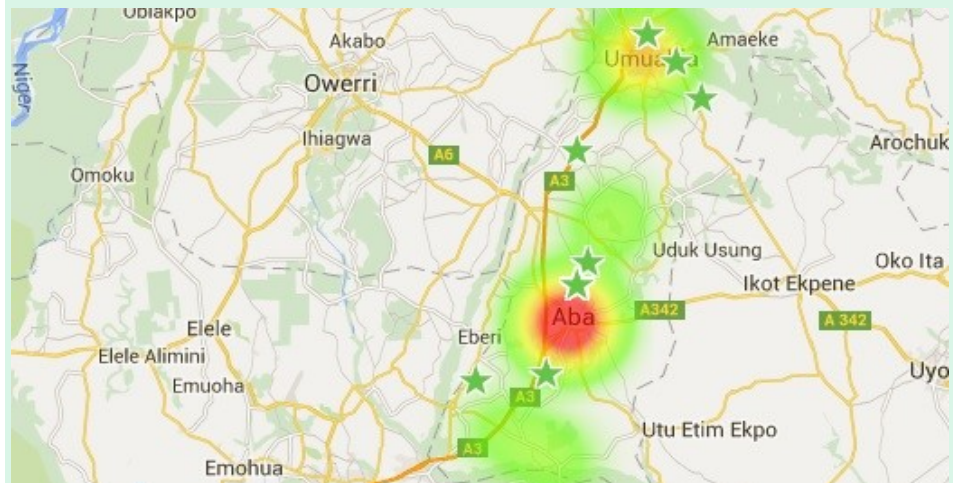 Obiakpo
Akabo
Amaeke
Owerri
Niger
Ihiagwa
A6
Arochuk
Omoku
A3
Uduk Usung
Oko Ita
Ikot Ekpene
A342
Aba
A 342
Elele
Eberi
Elele Alimini
Uyo
Emuoha
A3
Utu Etim Ekpo
A3
Emohua